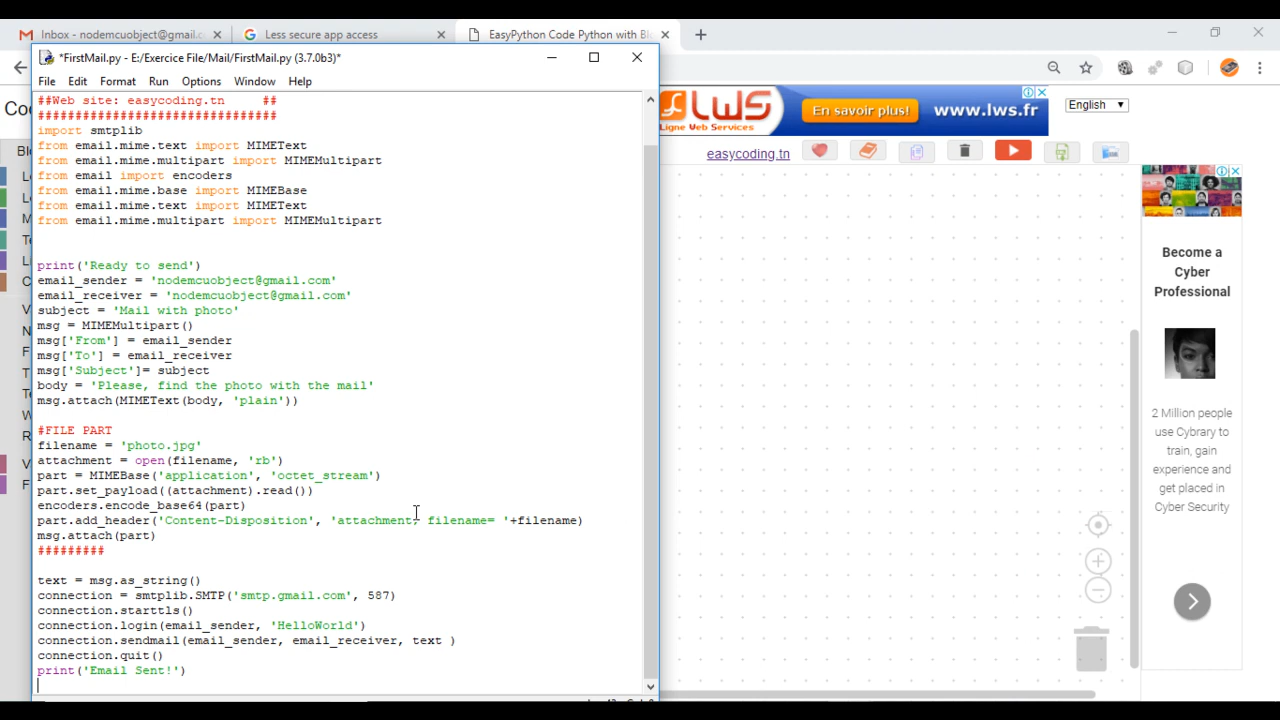 Inbox - nodemcuobject@gmail.c
Less secure app access
EasyPython Code Python with Blo
*FirstMail.py - E:/Exercice File/Mail/FirstMail.py (3.7.0b3)*
File Edit Format Run Options Window Help
##Web site: easycoding.tn     ##
################################
import smtplib
from email.mime.text import MIMEText
from email.mime.multipart import MIMEMultipart
from email import encoders
from email.mime.base import MIMEBase
from email.mime.text import MIMEText
from email.mime.multipart import MIMEMultipart
print('Ready to send')
email_sender = 'nodemcuobject@gmail.com'
email_receiver = 'nodemcuobject@gmail.com'
subject = 'Mail with photo'
msg = MIMEMultipart()
msg['From'] = email_sender
msg['To'] = email_receiver
msg['Subject']= subject
body = 'Please, find the photo with the mail'
msg.attach(MIMEText(body, 'plain'))
#FILE PART
filename = 'photo.jpg'
attachment = open(filename, 'rb')
part = MIMEBase('application', 'octet_stream')
part.set_payload((attachment).read())
encoders.encode_base64(part)
part.add_header('Content-Disposition', 'attachment; filename= '+filename)
msg.attach(part)
#########
text = msg.as_string()
connection = smtplib.SMTP('smtp.gmail.com', 587)
connection.starttls()
connection.login(email_sender, 'HelloWorld')
connection.sendmail(email_sender, email_receiver, text )
connection.quit()
print('Email Sent!')
LWS
Ligne Web Services
En savoir plus!
www.lws.fr
English
easycoding.tn
Become a
Cyber
Professional
2 Million people
use Cybrary to
train, gain
experience and
get placed in
Cyber Security